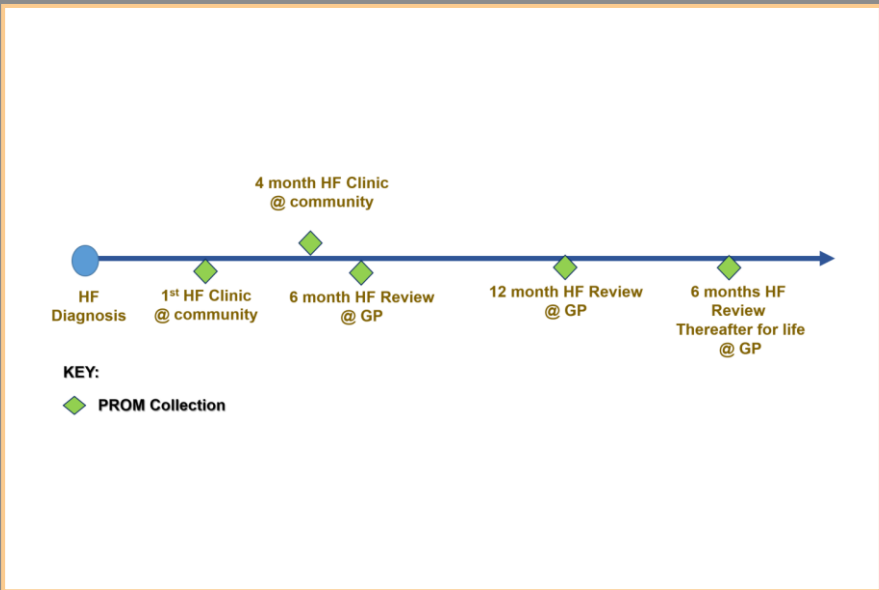 4 month HF Clinic
@ community
HF
Diagnosis
1st HF Clinic
@ community
6 month HF Review
@ GP
12 month HF Review
@ GP
6 months HF
Review
Thereafter for life
@ GP
KEY:
PROM Collection